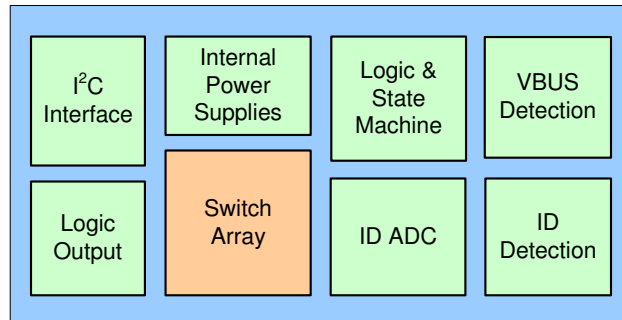 I²C
Interface
Internal
Power
Supplies
Logic &
State
Machine
VBUS
Detection
Logic
Output
Switch
Array
ID ADC
ID
Detection